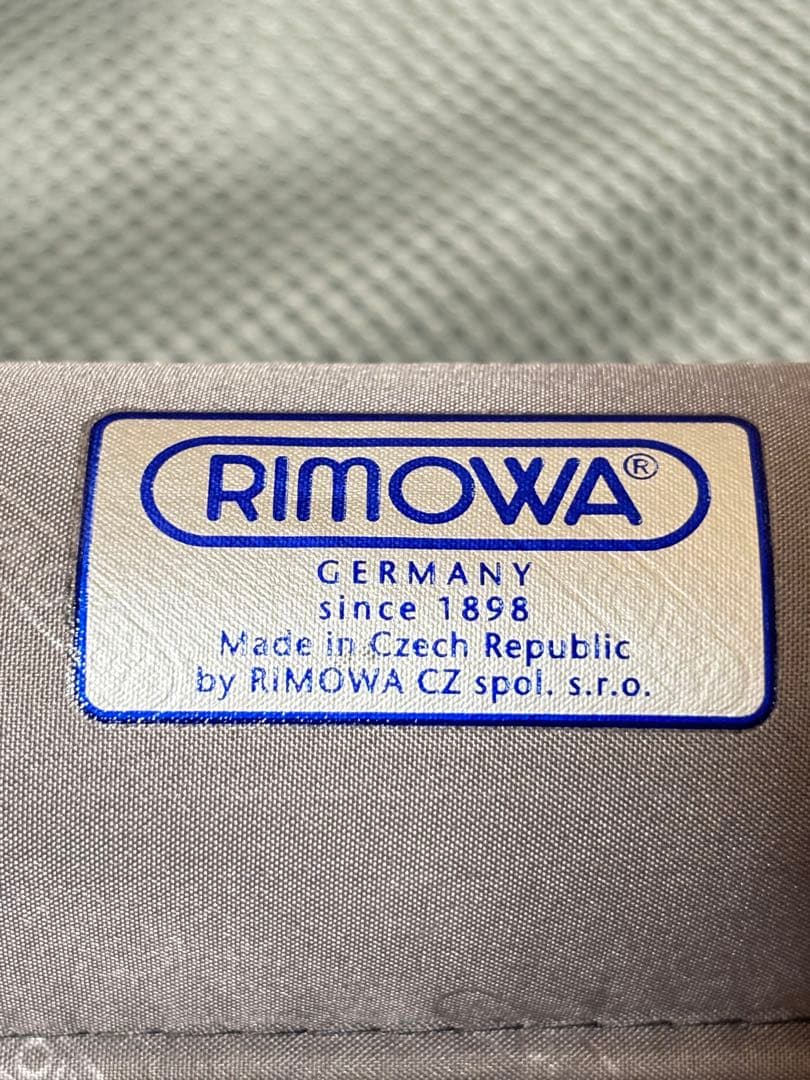 RIMOWA®
GERMANY
since 1898
Made in Czech Republic
by RIMOWA CZ spol. s.r.o.